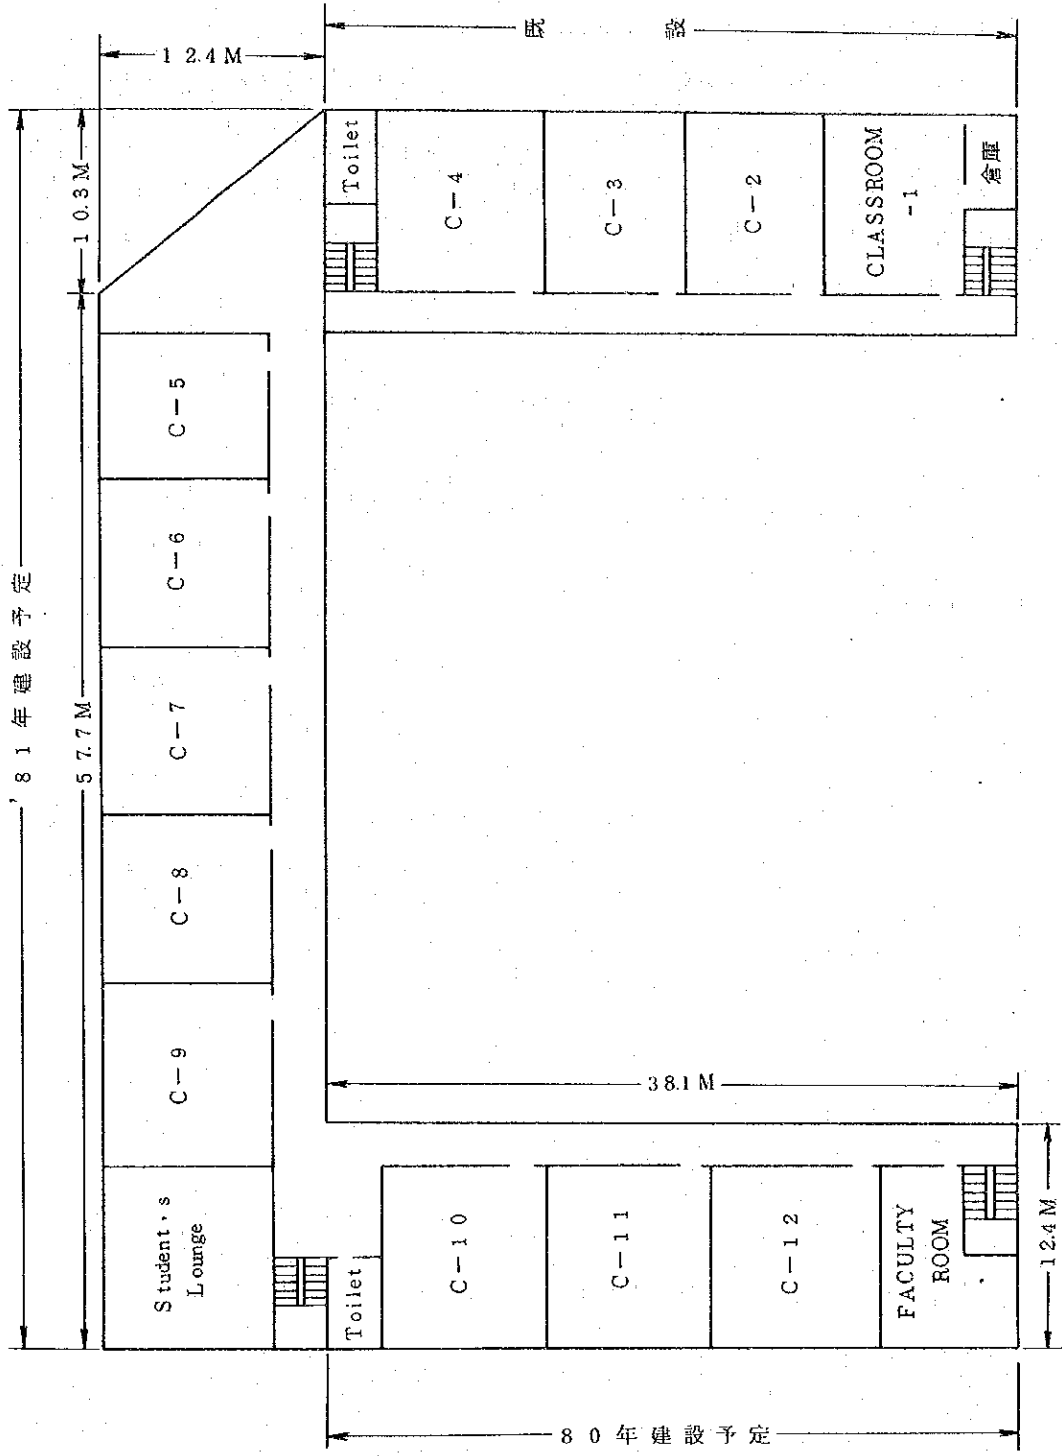 '81年建設予定
57.7M
10.3M
12.4M
既設
Student's
Lounge
C-9
C-8
C-7
C-6
C-5
Toilet
C-4
C-3
C-2
CLASSROOM
-1
倉庫
Toilet
C-10
C-11
C-12
FACULTY
ROOM
38.1M
12.4M
80年建設予定